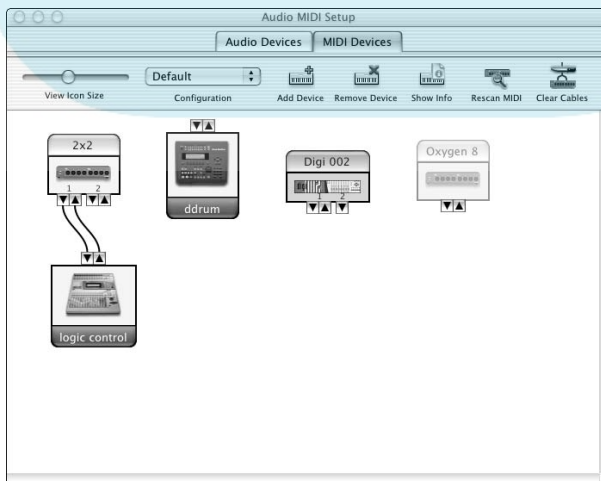 Audio MIDI Setup
Audio Devices MIDI Devices
Default
View Icon Size Configuration Add Device Remove Device Show Info Rescan MIDI Clear Cables
2x2
1 2
ddrum
Digi 002
1 2
Oxygen 8
logic control